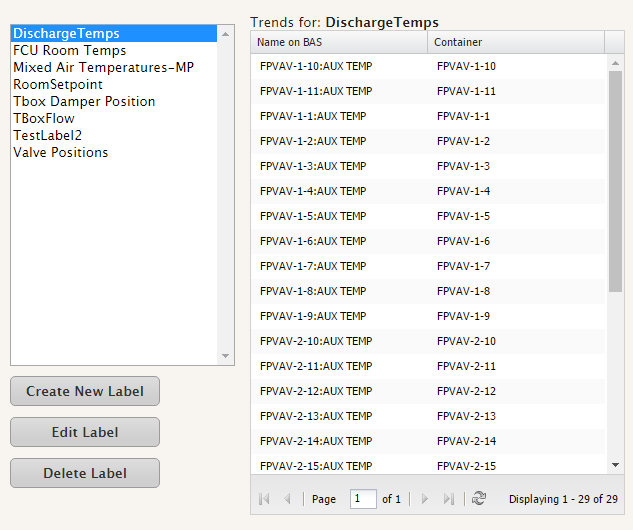 DischargeTemps
FCU Room Temps
Mixed Air Temperatures-MP
RoomSetpoint
Tbox Damper Position
TBoxFlow
TestLabel2
Valve Positions
Create New Label
Edit Label
Delete Label
Trends for: DischargeTemps
Name on BAS Container
FPVAV-1-10:AUX TEMP FPVAV-1-10
FPVAV-1-11:AUX TEMP FPVAV-1-11
FPVAV-1-1:AUX TEMP FPVAV-1-1
FPVAV-1-2:AUX TEMP FPVAV-1-2
FPVAV-1-3:AUX TEMP FPVAV-1-3
FPVAV-1-4:AUX TEMP FPVAV-1-4
FPVAV-1-5:AUX TEMP FPVAV-1-5
FPVAV-1-6:AUX TEMP FPVAV-1-6
FPVAV-1-7:AUX TEMP FPVAV-1-7
FPVAV-1-8:AUX TEMP FPVAV-1-8
FPVAV-1-9:AUX TEMP FPVAV-1-9
FPVAV-2-10:AUX TEMP FPVAV-2-10
FPVAV-2-11:AUX TEMP FPVAV-2-11
FPVAV-2-12:AUX TEMP FPVAV-2-12
FPVAV-2-13:AUX TEMP FPVAV-2-13
FPVAV-2-14:AUX TEMP FPVAV-2-14
FPVAV-2-15:AUX TEMP FPVAV-2-15
Page 1 of 1 Displaying 1 - 29 of 29